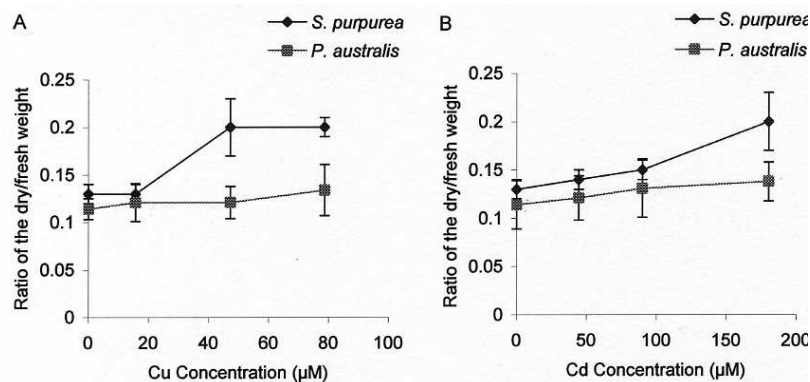 A
S. purpurea
P. australis
Ratio of the dry/fresh weight
0.25
0.2
0.15
0.1
0.05
0
0 20 40 60 80 100
Cu Concentration (µM)
B
S. purpurea
P. australis
Ratio of the dry/fresh weight
0.25
0.2
0.15
0.1
0.05
0
0 50 100 150 200
Cd Concentration (µM)